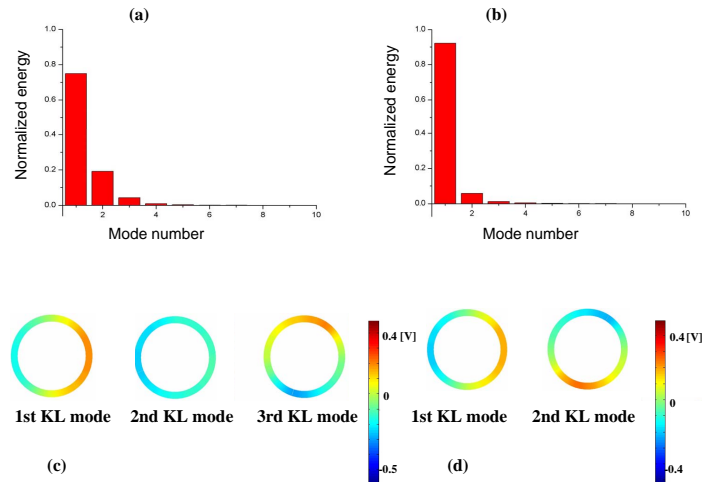 (a)
(b)
Normalized energy
1.0
0.8
0.6
0.4
0.2
0.0
2
4
6
8
10
Mode number
Normalized energy
1.0
0.8
0.6
0.4
0.2
0.0
2
4
6
8
10
Mode number
0.4 [V]
0
-0.5
1st KL mode
2nd KL mode
3rd KL mode
0.4 [V]
0
-0.4
1st KL mode
2nd KL mode
(c)
(d)